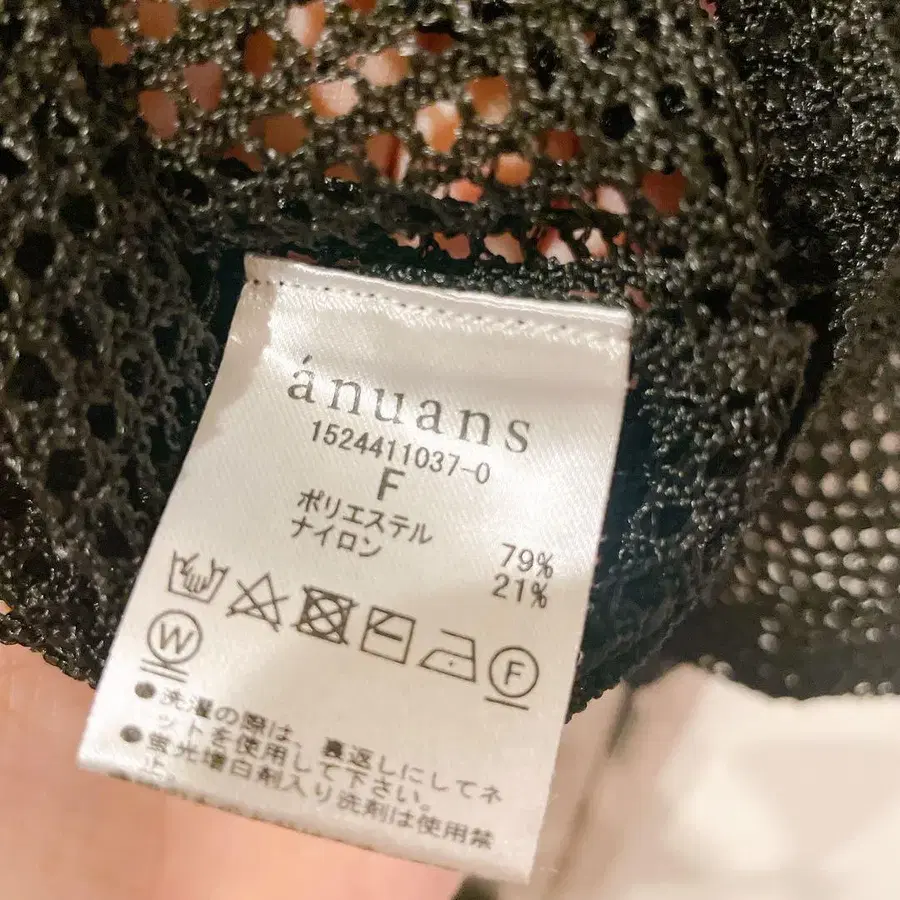 ánuans
1524411037-0
F
ポリエステル 79%
ナイロン 21%
F
W
●洗濯の際は、裏返しにしてネ
ットを使用して下さい。
●蛍光増白剤入り洗剤は使用禁
止